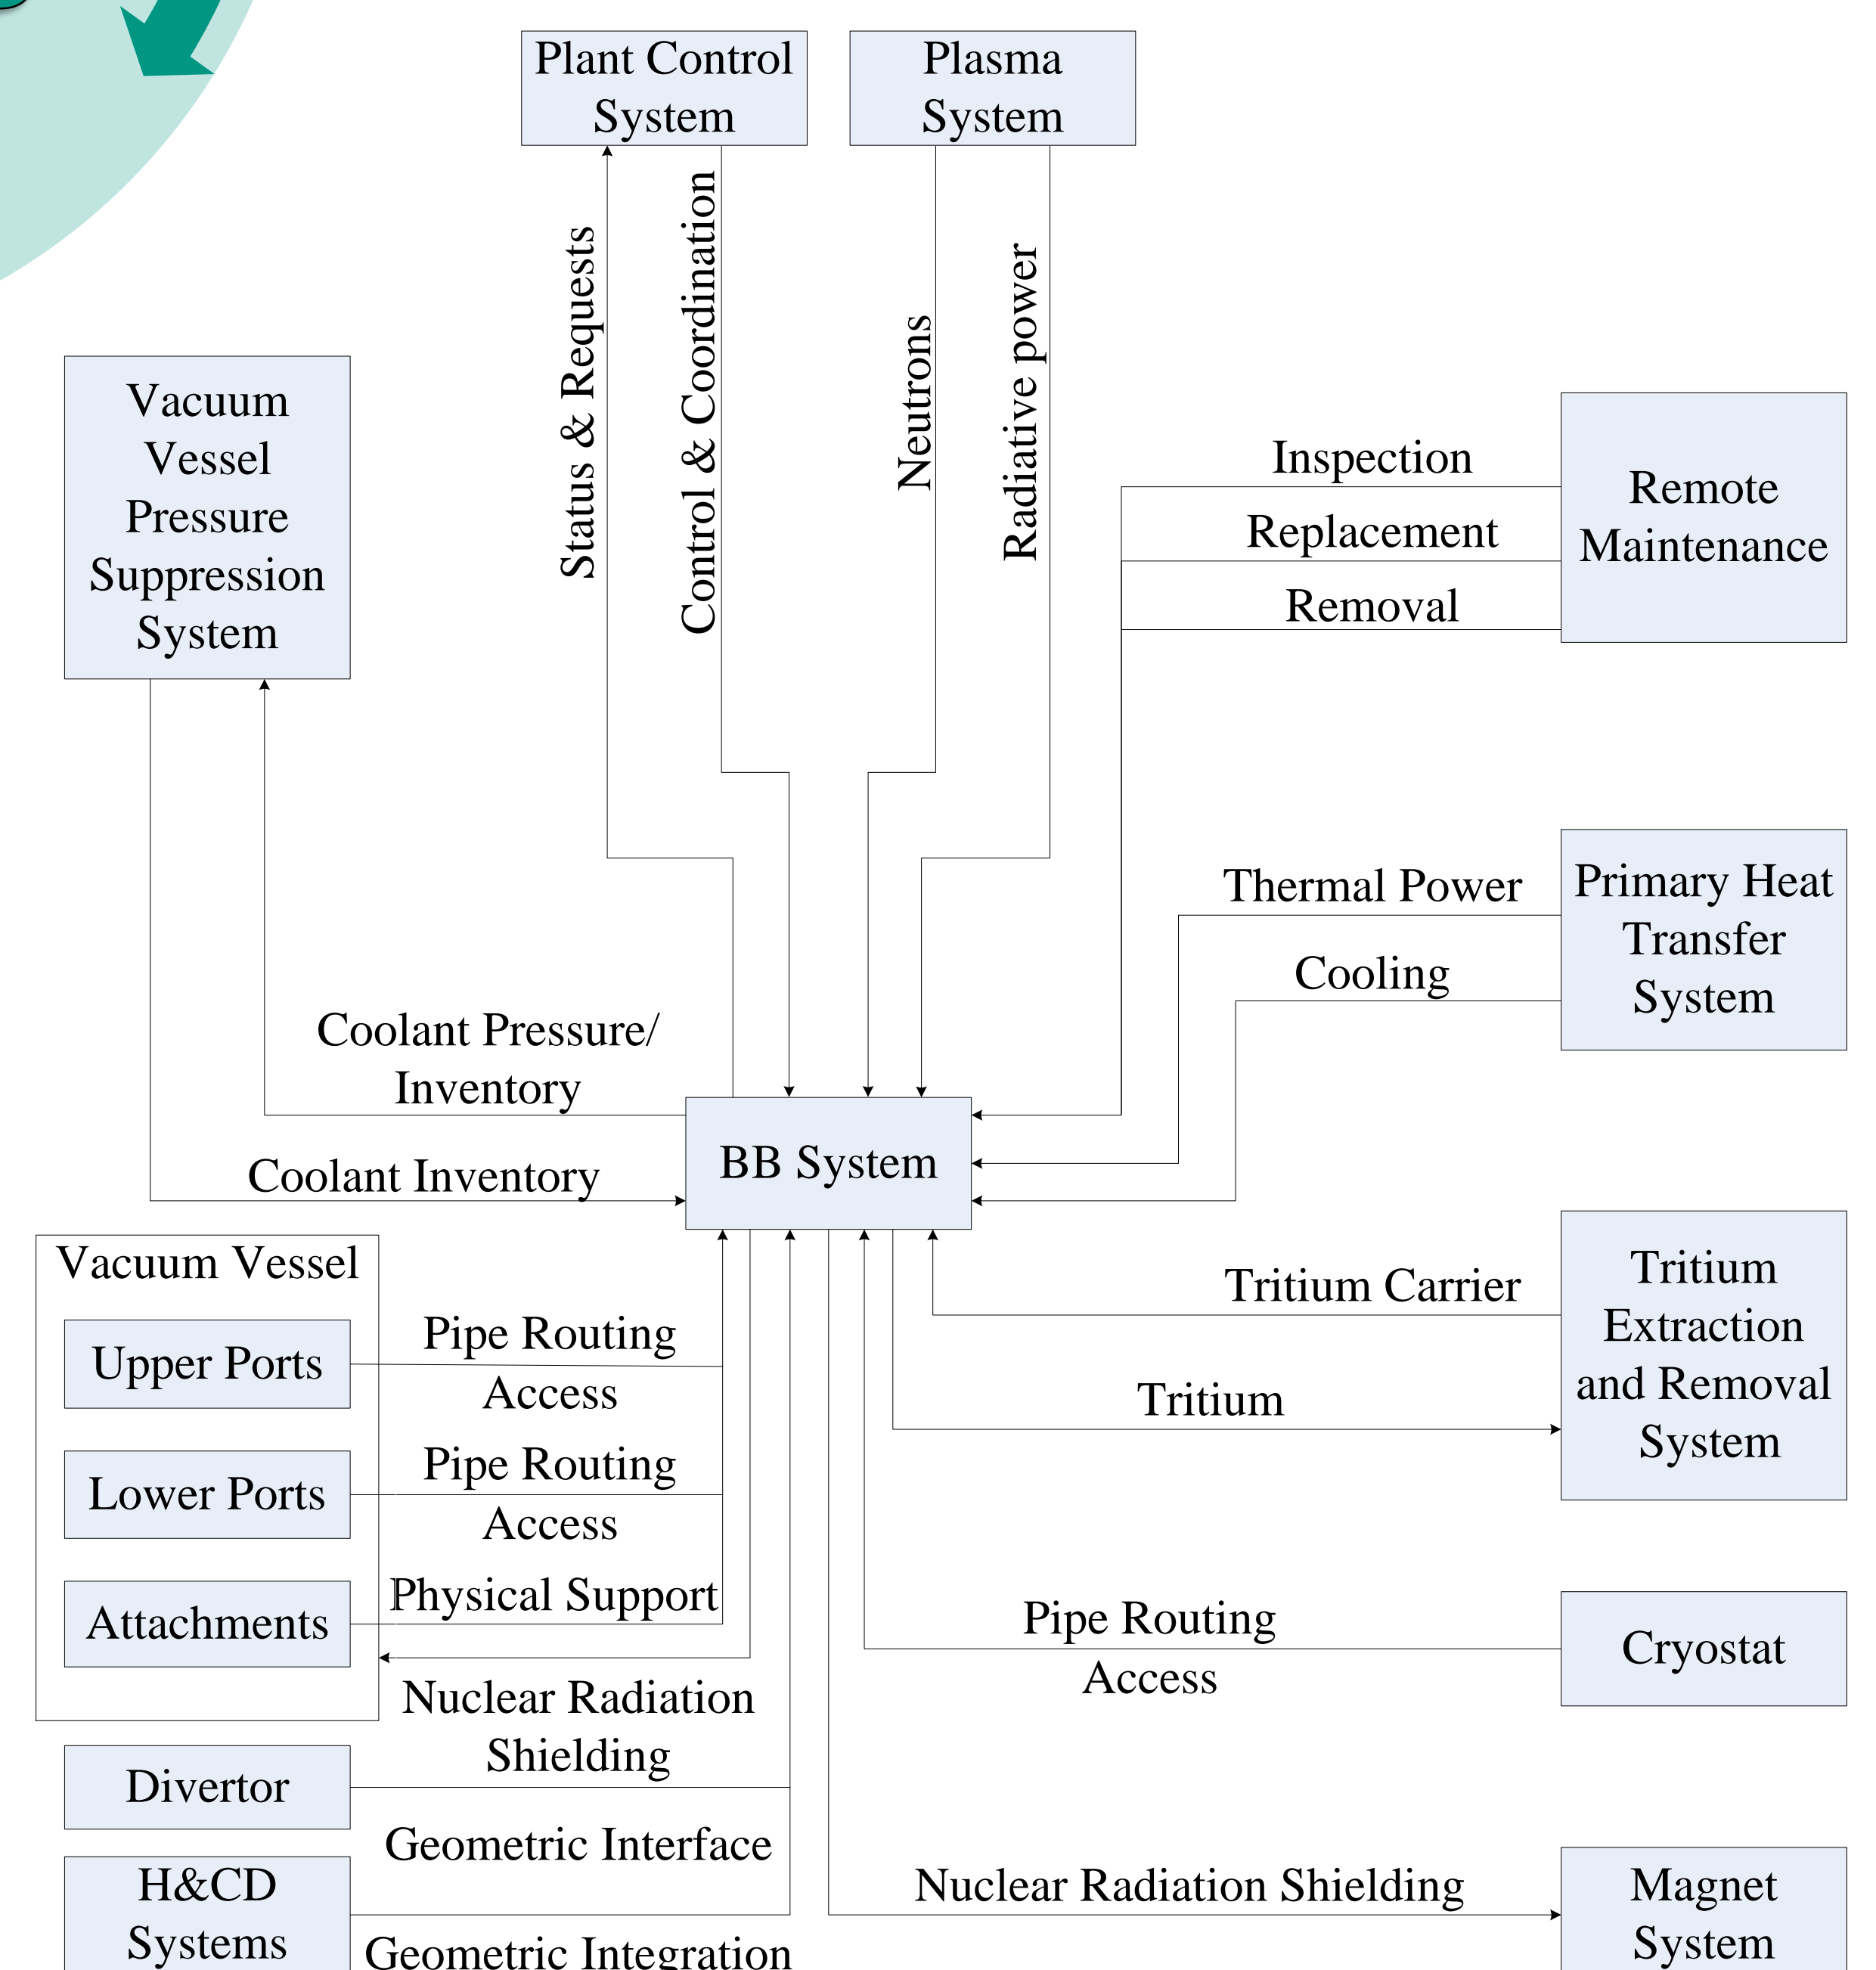 Plant Control
System
Plasma
System
Status & Requests
Control & Coordination
Neutrons
Radiative power
Vacuum
Vessel
Pressure
Suppression
System
Inspection
Replacement
Removal
Remote
Maintenance
Thermal Power
Cooling
Primary Heat
Transfer
System
Coolant Pressure/
Inventory
Coolant Inventory
BB System
Vacuum Vessel
Upper Ports
Pipe Routing
Access
Lower Ports
Pipe Routing
Access
Attachments
Physical Support
Nuclear Radiation
Shielding
Tritium Carrier
Tritium
Tritium
Extraction
and Removal
System
Pipe Routing
Access
Cryostat
Divertor
Geometric Interface
H&CD
Systems
Geometric Integration
Nuclear Radiation Shielding
Magnet
System